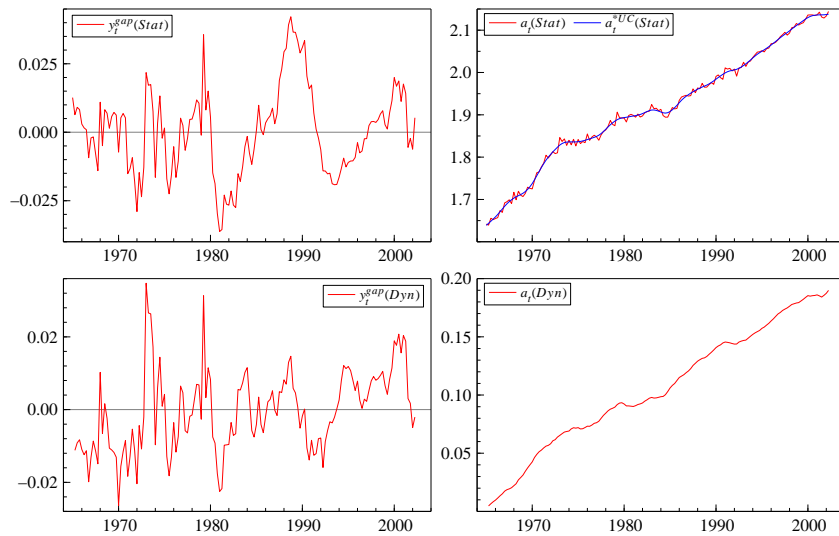 y_t^{gap}(Stat)
0.025
0.000
−0.025
1970 1980 1990 2000
a_t(Stat) a_t^{*UC}(Stat)
2.1
2.0
1.9
1.8
1.7
1970 1980 1990 2000
y_t^{gap}(Dyn)
0.02
0.00
−0.02
1970 1980 1990 2000
a_t(Dyn)
0.20
0.15
0.10
0.05
1970 1980 1990 2000